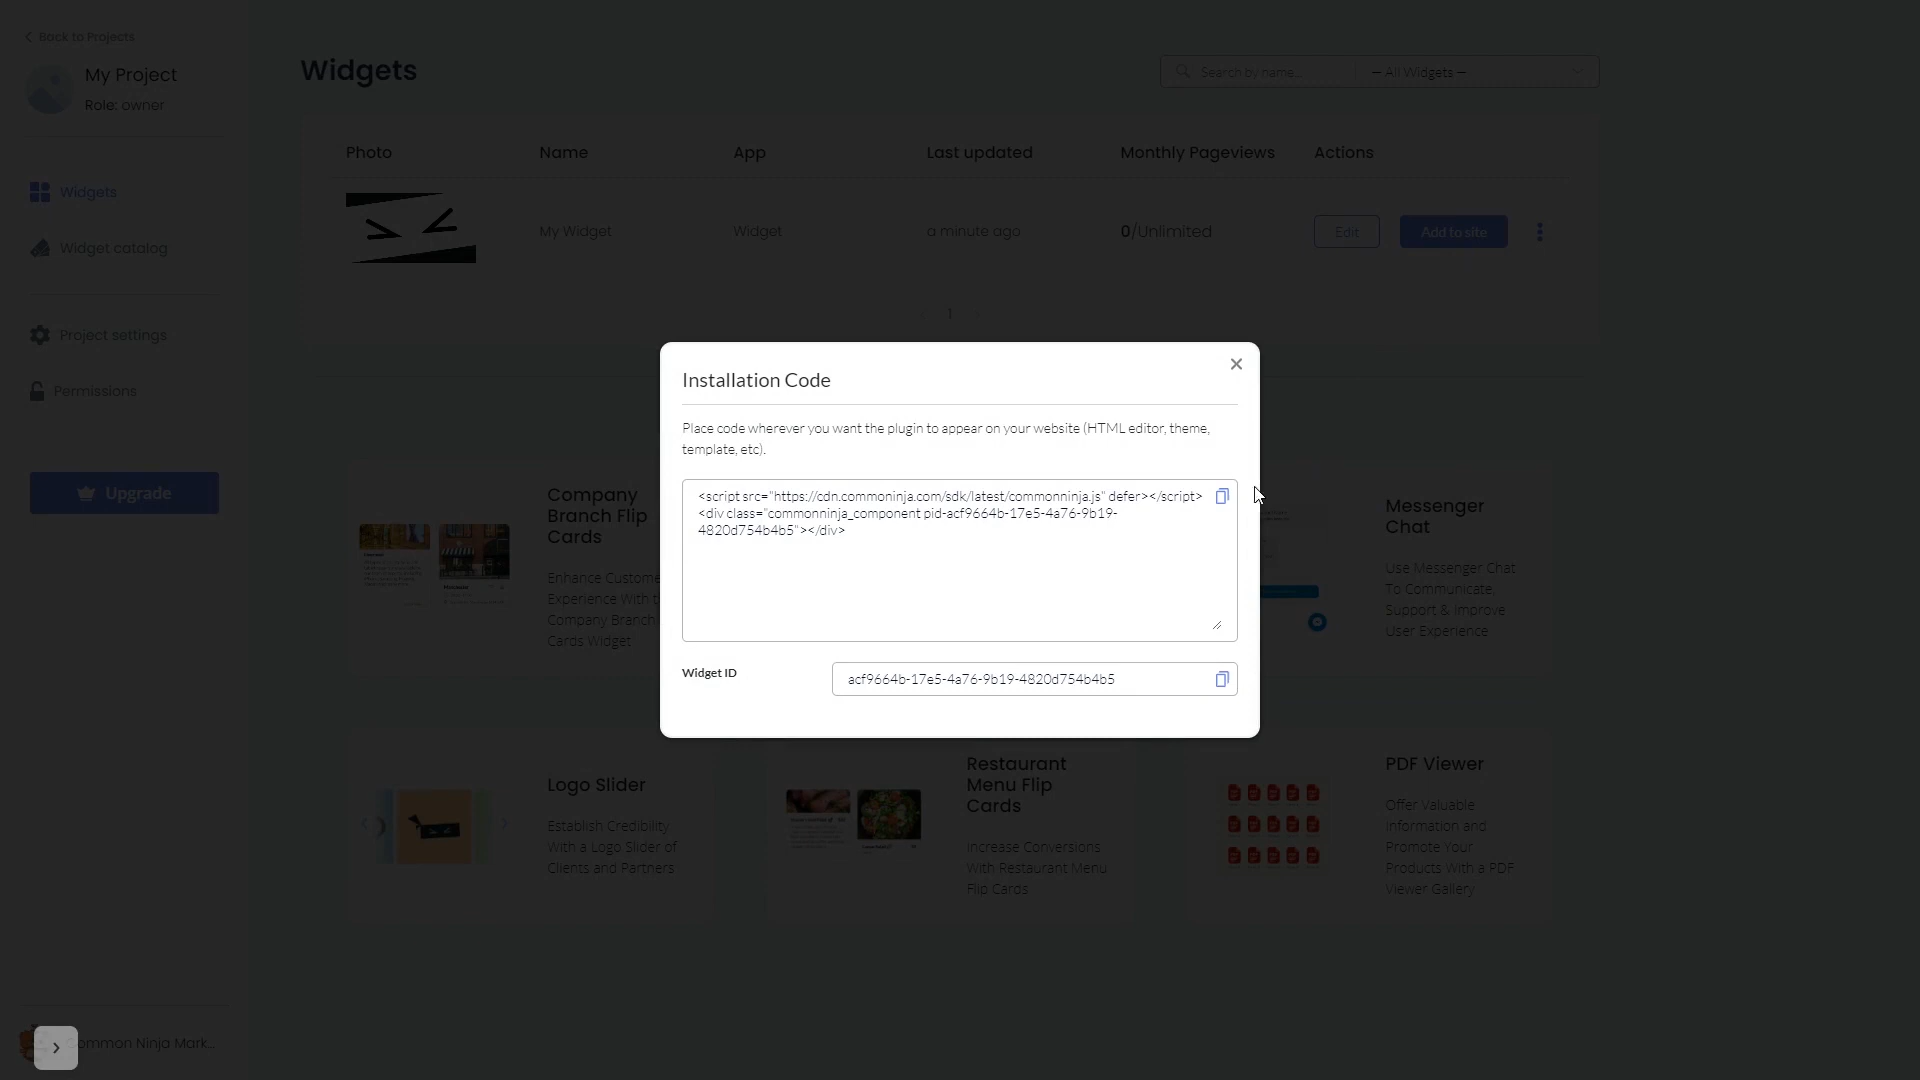 Back to Projects
My Project
Role: owner
Widgets
Widget catalog
Project settings
Permissions
Upgrade
Common Ninja Mark...
Widgets
Search by name...
— All Widgets —
Photo
Name
App
Last updated
Monthly Pageviews
Actions
My Widget
Widget
a minute ago
0/Unlimited
Edit
Add to site
1
Installation Code
Place code wherever you want the plugin to appear on your website (HTML editor, theme,
template, etc).
<script src="https://cdn.commoninja.com/sdk/latest/commonninja.js" defer></script>
<div class="commonninja_component pid-acf9664b-17e5-4a76-9b19-
4820d754b4b5"></div>
Widget ID
acf9664b-17e5-4a76-9b19-4820d754b4b5
Company
Branch Flip
Cards
Enhance Custome
Experience With
Company Branch
Cards Widget
Messenger
Chat
Use Messenger Chat
To Communicate,
Support & Improve
User Experience
Logo Slider
Establish Credibility
With a Logo Slider of
Clients and Partners
Restaurant
Menu Flip
Cards
Increase Conversions
With Restaurant Menu
Flip Cards
PDF Viewer
Offer Valuable
Information and
Promote Your
Products With a PDF
Viewer Gallery